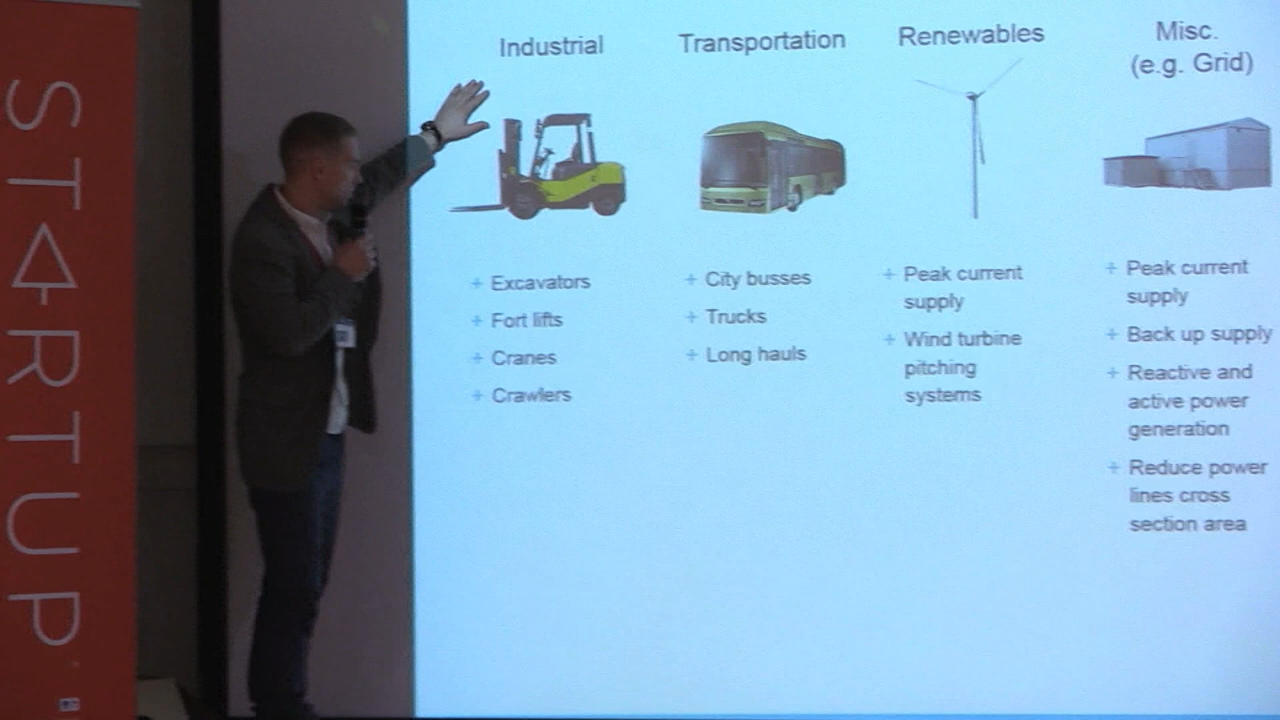 STARTUP
Industrial
Excavators
Fort lifts
Cranes
Crawlers
Transportation
City busses
Trucks
Long hauls
Renewables
Peak current
supply
Wind turbine
pitching
systems
Misc.
(e.g. Grid)
Peak current
supply
Back up supply
Reactive and
active power
generation
Reduce power
lines cross
section area